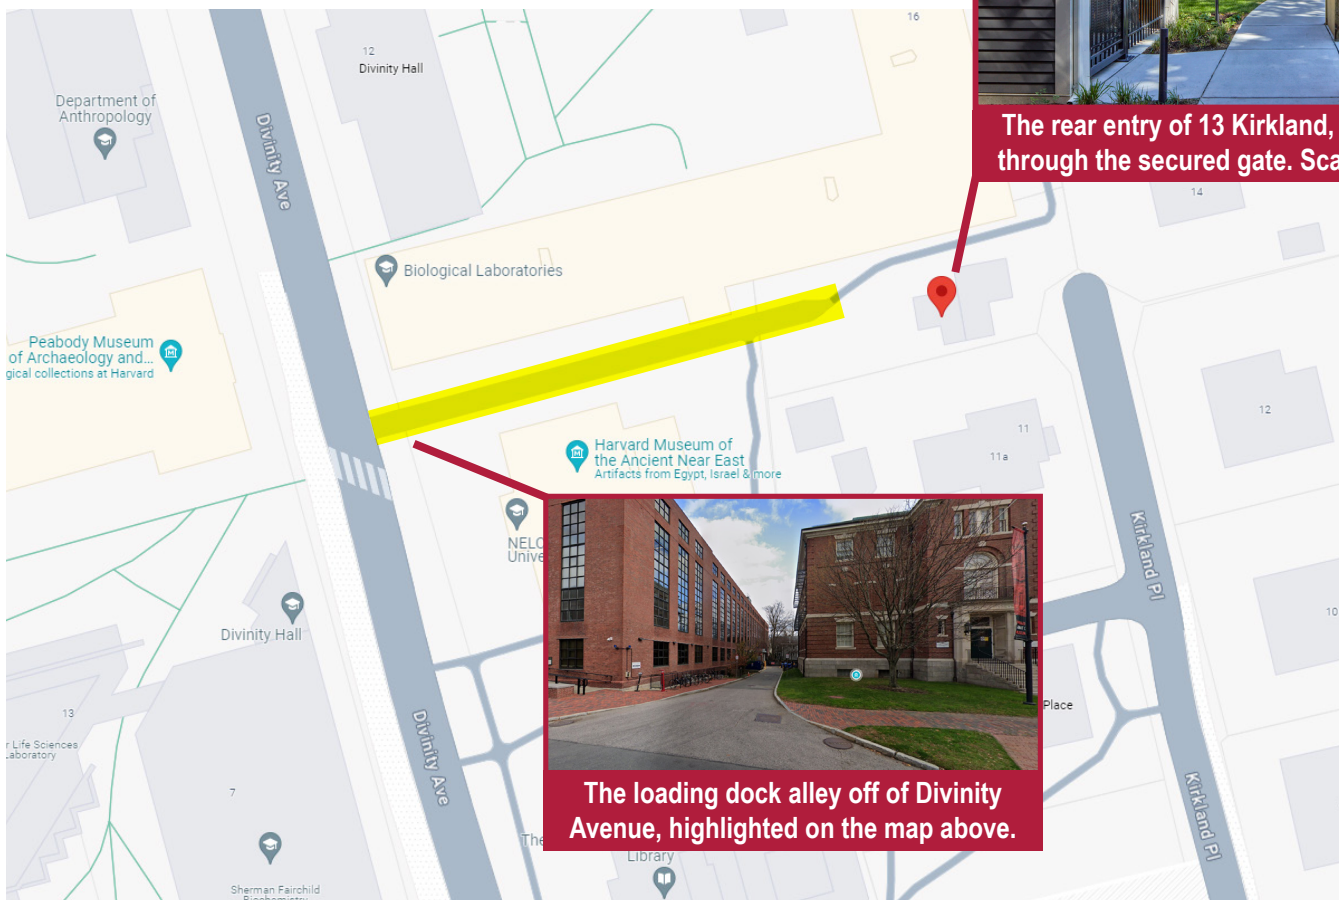 16
12
Divinity Hall
Department of
Anthropology
Divinity Ave
The rear entry of 13 Kirkland,
through the secured gate. Sca
14
Biological Laboratories
Peabody Museum
of Archaeology and...
gical collections at Harvard
12
11
11a
Harvard Museum of
the Ancient Near East
Artifacts from Egypt, Israel & more
NELC
Unive
Kirkland Pl
Divinity Hall
10
Place
13
r Life Sciences
Laboratory
Divinity Ave
7
Kirkland Pl
The loading dock alley off of Divinity
Avenue, highlighted on the map above.
The
Library
Sherman Fairchild